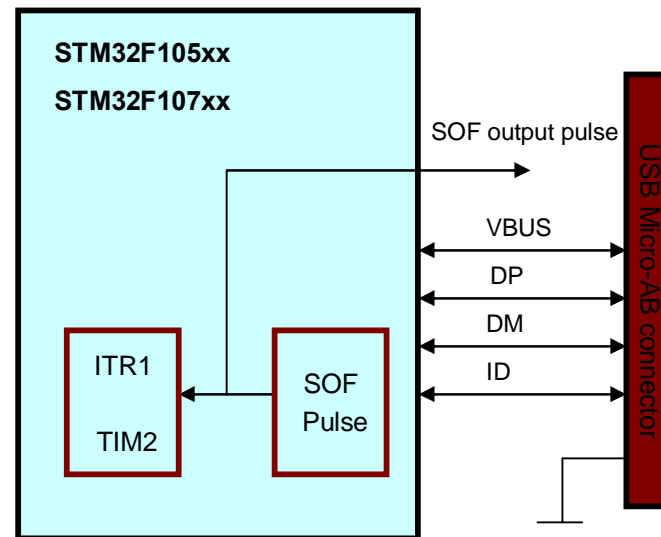 STM32F105xx
STM32F107xx
SOF output pulse
VBUS
DP
DM
ID
ITR1
TIM2
SOF
Pulse
USB Micro-AB connector